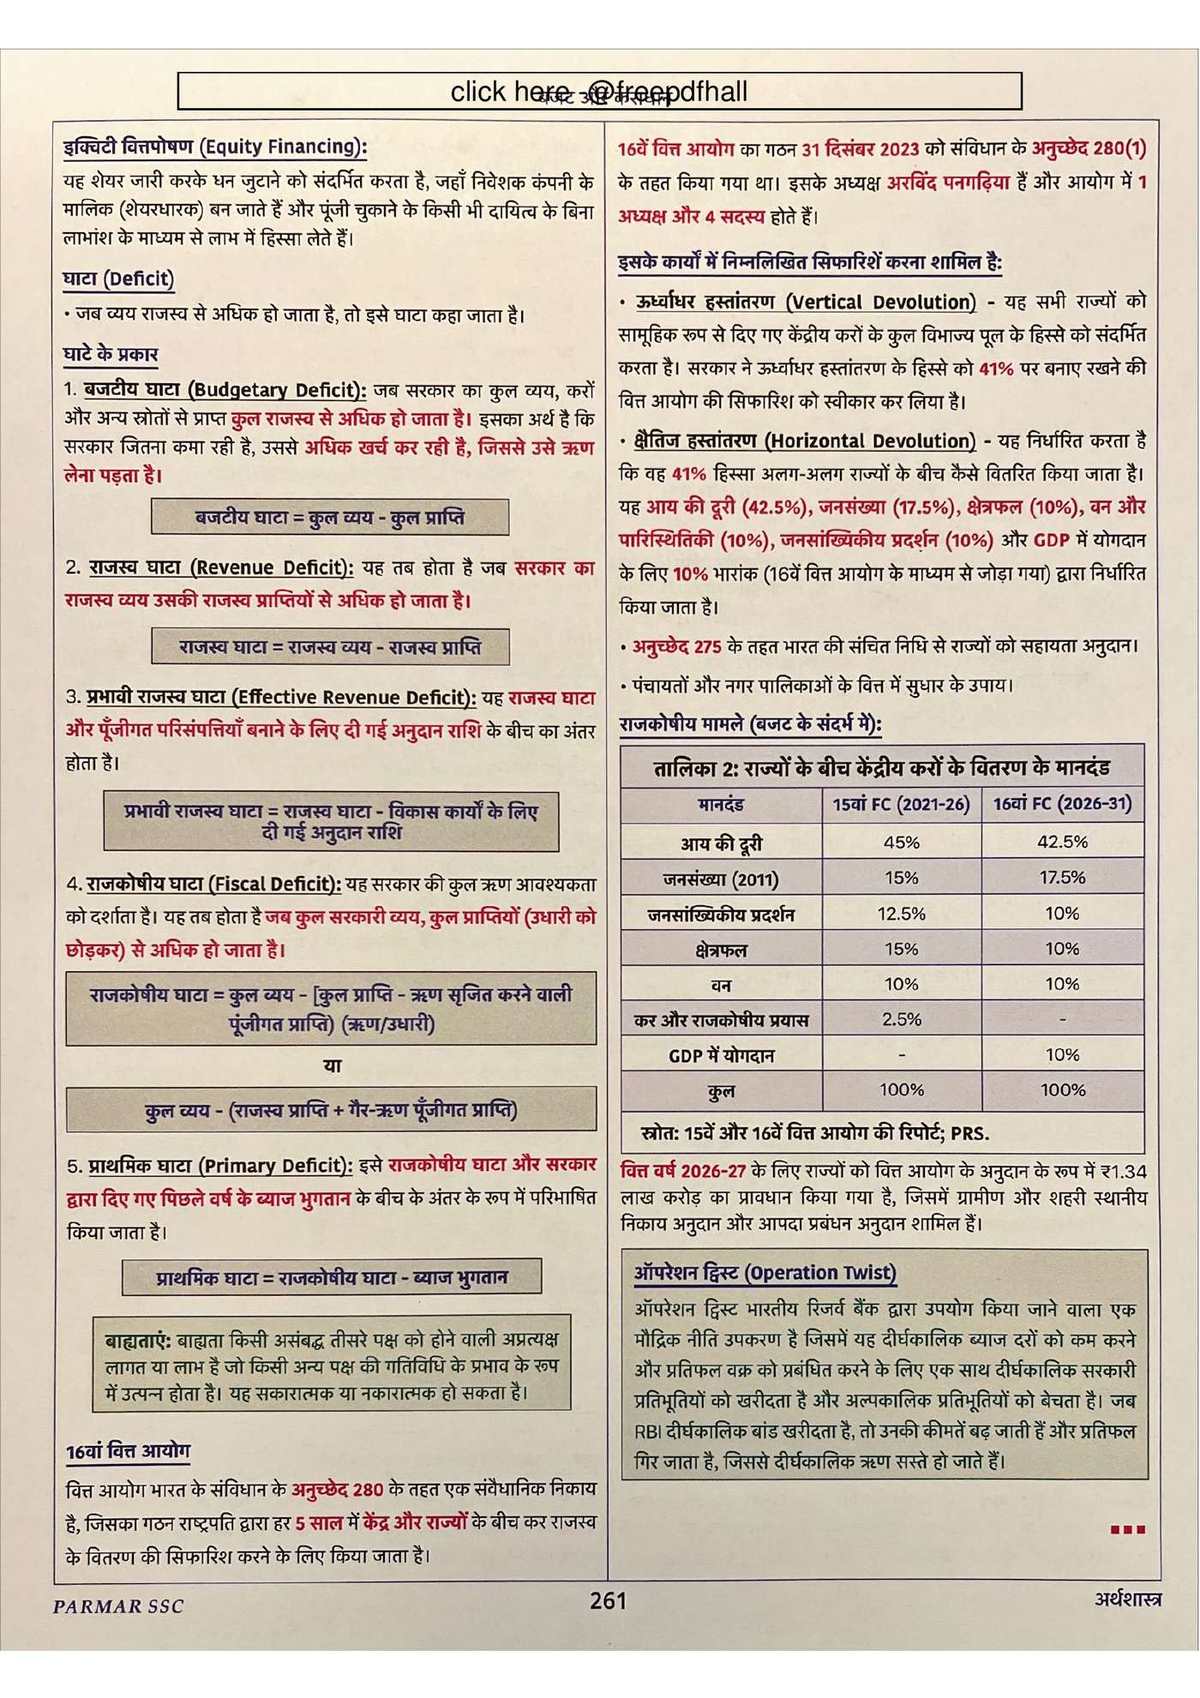 click here @freepdfhall
बजट और कराधान
इक्विटी वित्तपोषण (Equity Financing):
यह शेयर जारी करके धन जुटाने को संदर्भित करता है, जहाँ निवेशक कंपनी के
मालिक (शेयरधारक) बन जाते हैं और पूंजी चुकाने के किसी भी दायित्व के बिना
लाभांश के माध्यम से लाभ में हिस्सा लेते हैं।
घाटा (Deficit)
• जब व्यय राजस्व से अधिक हो जाता है, तो इसे घाटा कहा जाता है।
घाटे के प्रकार
1. बजटीय घाटा (Budgetary Deficit): जब सरकार का कुल व्यय, करों
और अन्य स्रोतों से प्राप्त कुल राजस्व से अधिक हो जाता है। इसका अर्थ है कि
सरकार जितना कमा रही है, उससे अधिक खर्च कर रही है, जिससे उसे ऋण
लेना पड़ता है।
बजटीय घाटा = कुल व्यय - कुल प्राप्ति
2. राजस्व घाटा (Revenue Deficit): यह तब होता है जब सरकार का
राजस्व व्यय उसकी राजस्व प्राप्तियों से अधिक हो जाता है।
राजस्व घाटा = राजस्व व्यय - राजस्व प्राप्ति
3. प्रभावी राजस्व घाटा (Effective Revenue Deficit): यह राजस्व घाटा
और पूँजीगत परिसंपत्तियाँ बनाने के लिए दी गई अनुदान राशि के बीच का अंतर
होता है।
प्रभावी राजस्व घाटा = राजस्व घाटा - विकास कार्यों के लिए
दी गई अनुदान राशि
4. राजकोषीय घाटा (Fiscal Deficit): यह सरकार की कुल ऋण आवश्यकता
को दर्शाता है। यह तब होता है जब कुल सरकारी व्यय, कुल प्राप्तियों (उधारी को
छोड़कर) से अधिक हो जाता है।
राजकोषीय घाटा = कुल व्यय - [कुल प्राप्ति - ऋण सृजित करने वाली
पूंजीगत प्राप्ति) (ऋण/उधारी)
या
कुल व्यय - (राजस्व प्राप्ति + गैर-ऋण पूँजीगत प्राप्ति)
5. प्राथमिक घाटा (Primary Deficit): इसे राजकोषीय घाटा और सरकार
द्वारा दिए गए पिछले वर्ष के ब्याज भुगतान के बीच के अंतर के रूप में परिभाषित
किया जाता है।
प्राथमिक घाटा = राजकोषीय घाटा - ब्याज भुगतान
बाह्यताएं: बाह्यता किसी असंबद्ध तीसरे पक्ष को होने वाली अप्रत्यक्ष
लागत या लाभ है जो किसी अन्य पक्ष की गतिविधि के प्रभाव के रूप
में उत्पन्न होता है। यह सकारात्मक या नकारात्मक हो सकता है।
16वां वित्त आयोग
वित्त आयोग भारत के संविधान के अनुच्छेद 280 के तहत एक संवैधानिक निकाय
है, जिसका गठन राष्ट्रपति द्वारा हर 5 साल में केंद्र और राज्यों के बीच कर राजस्व
के वितरण की सिफारिश करने के लिए किया जाता है।
16वें वित्त आयोग का गठन 31 दिसंबर 2023 को संविधान के अनुच्छेद 280(1)
के तहत किया गया था। इसके अध्यक्ष अरविंद पनगढ़िया हैं और आयोग में 1
अध्यक्ष और 4 सदस्य होते हैं।
इसके कार्यों में निम्नलिखित सिफारिशें करना शामिल है:
• ऊर्ध्वाधर हस्तांतरण (Vertical Devolution) - यह सभी राज्यों को
सामूहिक रूप से दिए गए केंद्रीय करों के कुल विभाज्य पूल के हिस्से को संदर्भित
करता है। सरकार ने ऊर्ध्वाधर हस्तांतरण के हिस्से को 41% पर बनाए रखने की
वित्त आयोग की सिफारिश को स्वीकार कर लिया है।
• क्षैतिज हस्तांतरण (Horizontal Devolution) - यह निर्धारित करता है
कि वह 41% हिस्सा अलग-अलग राज्यों के बीच कैसे वितरित किया जाता है।
यह आय की दूरी (42.5%), जनसंख्या (17.5%), क्षेत्रफल (10%), वन और
पारिस्थितिकी (10%), जनसांख्यिकीय प्रदर्शन (10%) और GDP में योगदान
के लिए 10% भारांक (16वें वित्त आयोग के माध्यम से जोड़ा गया) द्वारा निर्धारित
किया जाता है।
• अनुच्छेद 275 के तहत भारत की संचित निधि से राज्यों को सहायता अनुदान।
• पंचायतों और नगर पालिकाओं के वित्त में सुधार के उपाय।
राजकोषीय मामले (बजट के संदर्भ में):
तालिका 2: राज्यों के बीच केंद्रीय करों के वितरण के मानदंड
मानदंड 15वां FC (2021-26) 16वां FC (2026-31)
आय की दूरी 45% 42.5%
जनसंख्या (2011) 15% 17.5%
जनसांख्यिकीय प्रदर्शन 12.5% 10%
क्षेत्रफल 15% 10%
वन 10% 10%
कर और राजकोषीय प्रयास 2.5% -
GDP में योगदान - 10%
कुल 100% 100%
स्रोत: 15वें और 16वें वित्त आयोग की रिपोर्ट; PRS.
वित्त वर्ष 2026-27 के लिए राज्यों को वित्त आयोग के अनुदान के रूप में ₹1.34
लाख करोड़ का प्रावधान किया गया है, जिसमें ग्रामीण और शहरी स्थानीय
निकाय अनुदान और आपदा प्रबंधन अनुदान शामिल हैं।
ऑपरेशन ट्विस्ट (Operation Twist)
ऑपरेशन ट्विस्ट भारतीय रिजर्व बैंक द्वारा उपयोग किया जाने वाला एक
मौद्रिक नीति उपकरण है जिसमें यह दीर्घकालिक ब्याज दरों को कम करने
और प्रतिफल वक्र को प्रबंधित करने के लिए एक साथ दीर्घकालिक सरकारी
प्रतिभूतियों को खरीदता है और अल्पकालिक प्रतिभूतियों को बेचता है। जब
RBI दीर्घकालिक बांड खरीदता है, तो उनकी कीमतें बढ़ जाती हैं और प्रतिफल
गिर जाता है, जिससे दीर्घकालिक ऋण सस्ते हो जाते हैं।
PARMAR SSC
261
अर्थशास्त्र